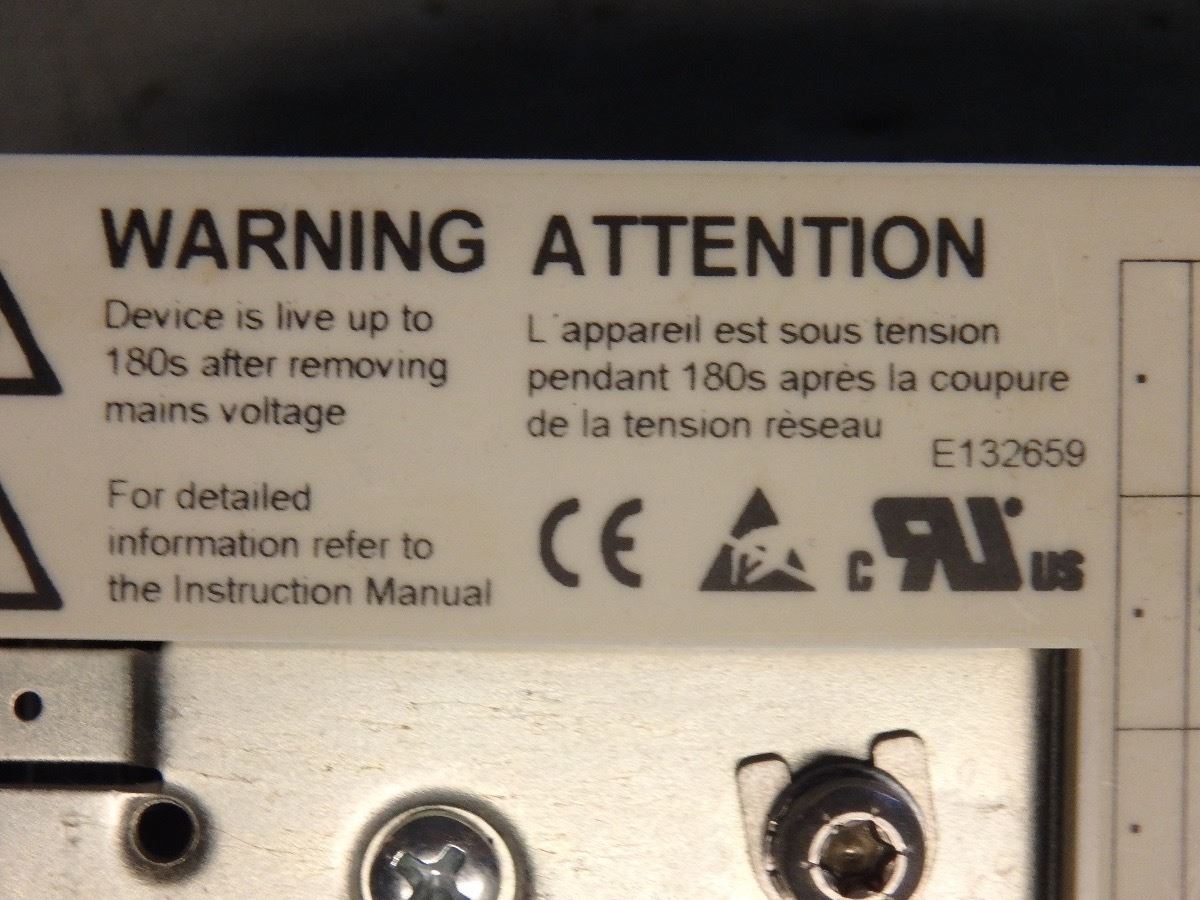 WARNING
Device is live up to
180s after removing
mains voltage
For detailed
information refer to
the Instruction Manual
ATTENTION
L´appareil est sous tension
pendant 180s après la coupure
de la tension rèseau
E132659
CE
c RU US